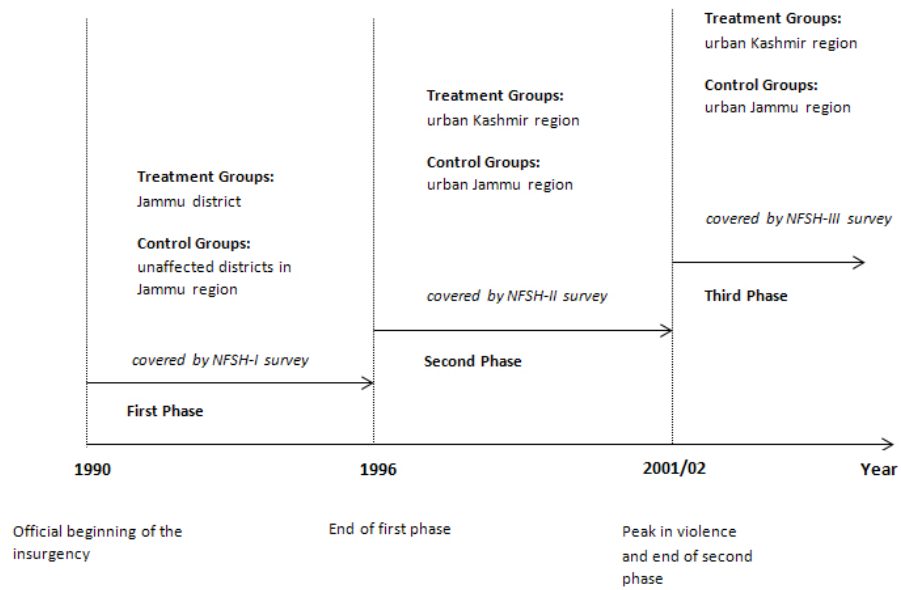 Treatment Groups:
urban Kashmir region
Control Groups:
urban Jammu region
covered by NFSH-III survey
Third Phase
Treatment Groups:
urban Kashmir region
Control Groups:
urban Jammu region
covered by NFSH-II survey
Second Phase
Treatment Groups:
Jammu district
Control Groups:
unaffected districts in
Jammu region
covered by NFSH-I survey
First Phase
1990
1996
2001/02
Year
Official beginning of the
insurgency
End of first phase
Peak in violence
and end of second
phase